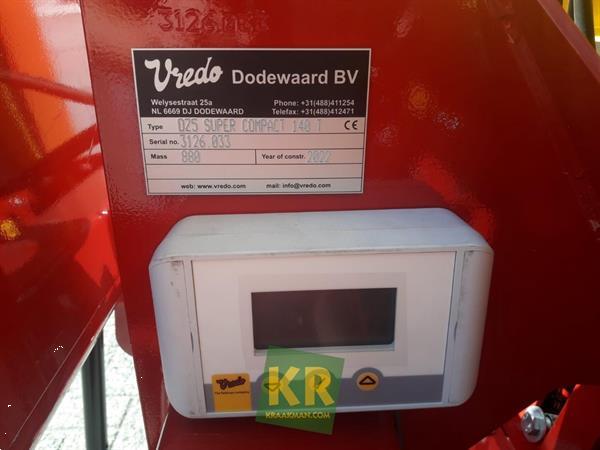 3126.033
Vredo Dodewaard BV
Welysestraat 25a Phone: +31(488)411254
NL 6669 DJ DODEWAARD Telefax: +31(488)412471
Type DZ5 SUPER COMPACT 140 T CE
Serial no. 3126.033
Mass 880 Year of constr. 2022
web: www.vredo.com mail: info@vredo.com
Vredo
KR
KRAAKMAN.COM